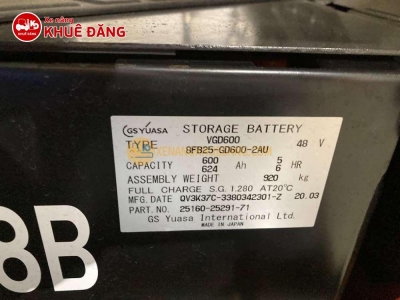 Xe nâng
KHUÊ ĐĂNG
GS YUASA STORAGE BATTERY
VGD600
TYPE 8FB25-GD600-2AU 48 V
CAPACITY 600 Ah 5 HR
624 6
ASSEMBLY WEIGHT 920 kg
FULL CHARGE S.G. 1.280 AT20°C
MFG.DATE QV3K37C-3380342301-Z 20.03
PART NO. 25160-25291-71
GS Yuasa International Ltd.
MADE IN JAPAN
8B